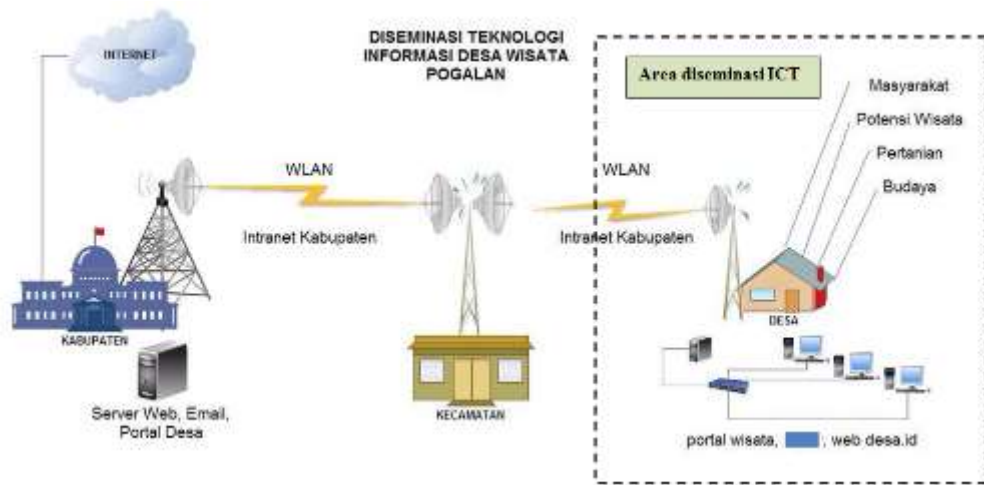 INTERNET
DISEMINASI TEKNOLOGI
INFORMASI DESA WISATA
POGALAN
Area diseminasi ICT
Masyarakat
Potensi Wisata
Pertanian
Budaya
WLAN
Intranet Kabupaten
WLAN
Intranet Kabupaten
KABUPATEN
Server Web, Email,
Portal Desa
KECAMATAN
DESA
portal wisata, , web desa.id